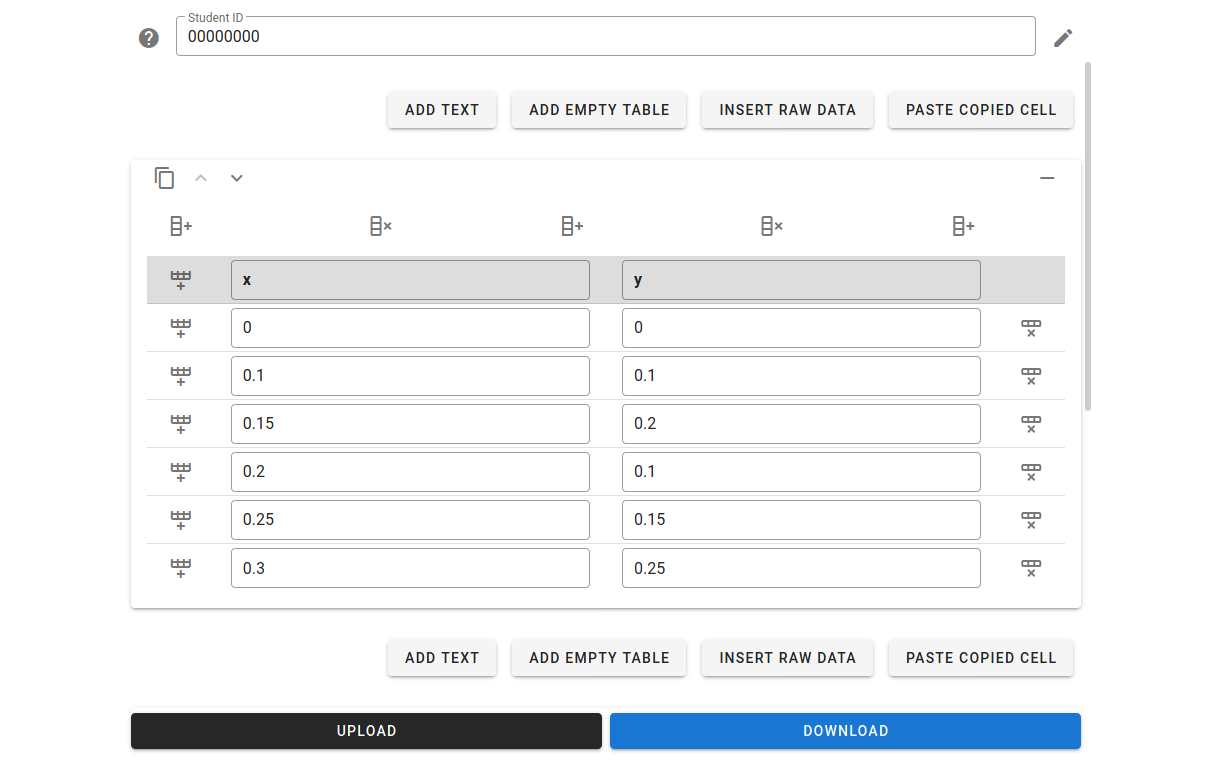 Student ID
00000000
ADD TEXT ADD EMPTY TABLE INSERT RAW DATA PASTE COPIED CELL
x y
0 0
0.1 0.1
0.15 0.2
0.2 0.1
0.25 0.15
0.3 0.25
ADD TEXT ADD EMPTY TABLE INSERT RAW DATA PASTE COPIED CELL
UPLOAD DOWNLOAD